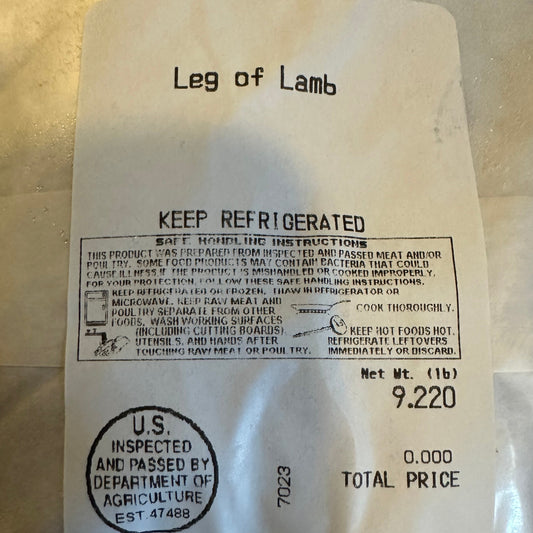 Leg of Lamb
KEEP REFRIGERATED
SAFE HANDLING INSTRUCTIONS
THIS PRODUCT WAS PREPARED FROM INSPECTED AND PASSED MEAT AND/OR
POULTRY. SOME FOOD PRODUCTS MAY CONTAIN BACTERIA THAT COULD
CAUSE ILLNESS IF THE PRODUCT IS MISHANDLED OR COOKED IMPROPERLY.
FOR YOUR PROTECTION, FOLLOW THESE SAFE HANDLING INSTRUCTIONS.
KEEP REFRIGERATED OR FROZEN. THAW IN REFRIGERATOR OR
MICROWAVE. KEEP RAW MEAT AND
POULTRY SEPARATE FROM OTHER
FOODS. WASH WORKING SURFACES
(INCLUDING CUTTING BOARDS),
UTENSILS, AND HANDS AFTER
TOUCHING RAW MEAT OR POULTRY.
COOK THOROUGHLY.
KEEP HOT FOODS HOT.
REFRIGERATE LEFTOVERS
IMMEDIATELY OR DISCARD.
Net Wt. (lb)
9.220
U.S.
INSPECTED
AND PASSED BY
DEPARTMENT OF
AGRICULTURE
EST. 47488
7023
0.000
TOTAL PRICE